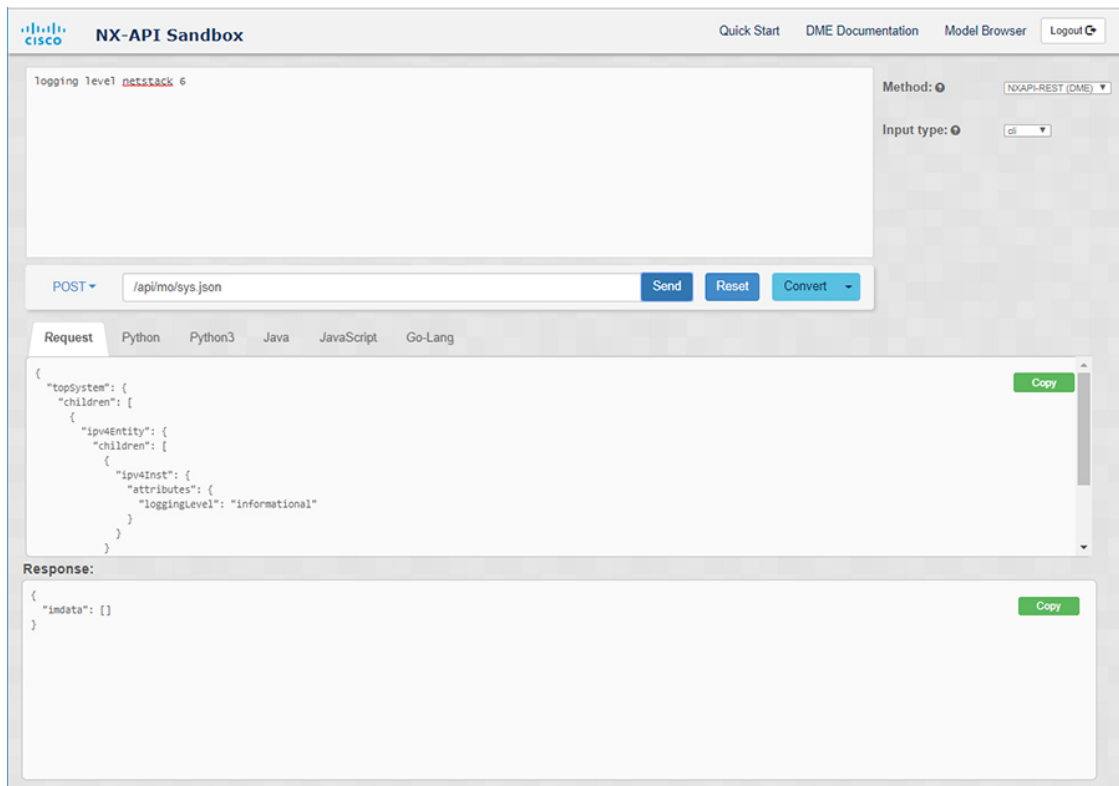 CISCO NX-API Sandbox Quick Start DME Documentation Model Browser Logout
logging level netstack 6
Method: NXAPI-REST (DME)
Input type: cli
POST /api/mo/sys.json Send Reset Convert
Request Python Python3 Java JavaScript Go-Lang
Copy
{
"topSystem": {
"children": [
{
"ipv4Entity": {
"children": [
{
"ipv4Inst": {
"attributes": {
"loggingLevel": "informational"
}
}
}
Response:
Copy
{
"imdata": []
}